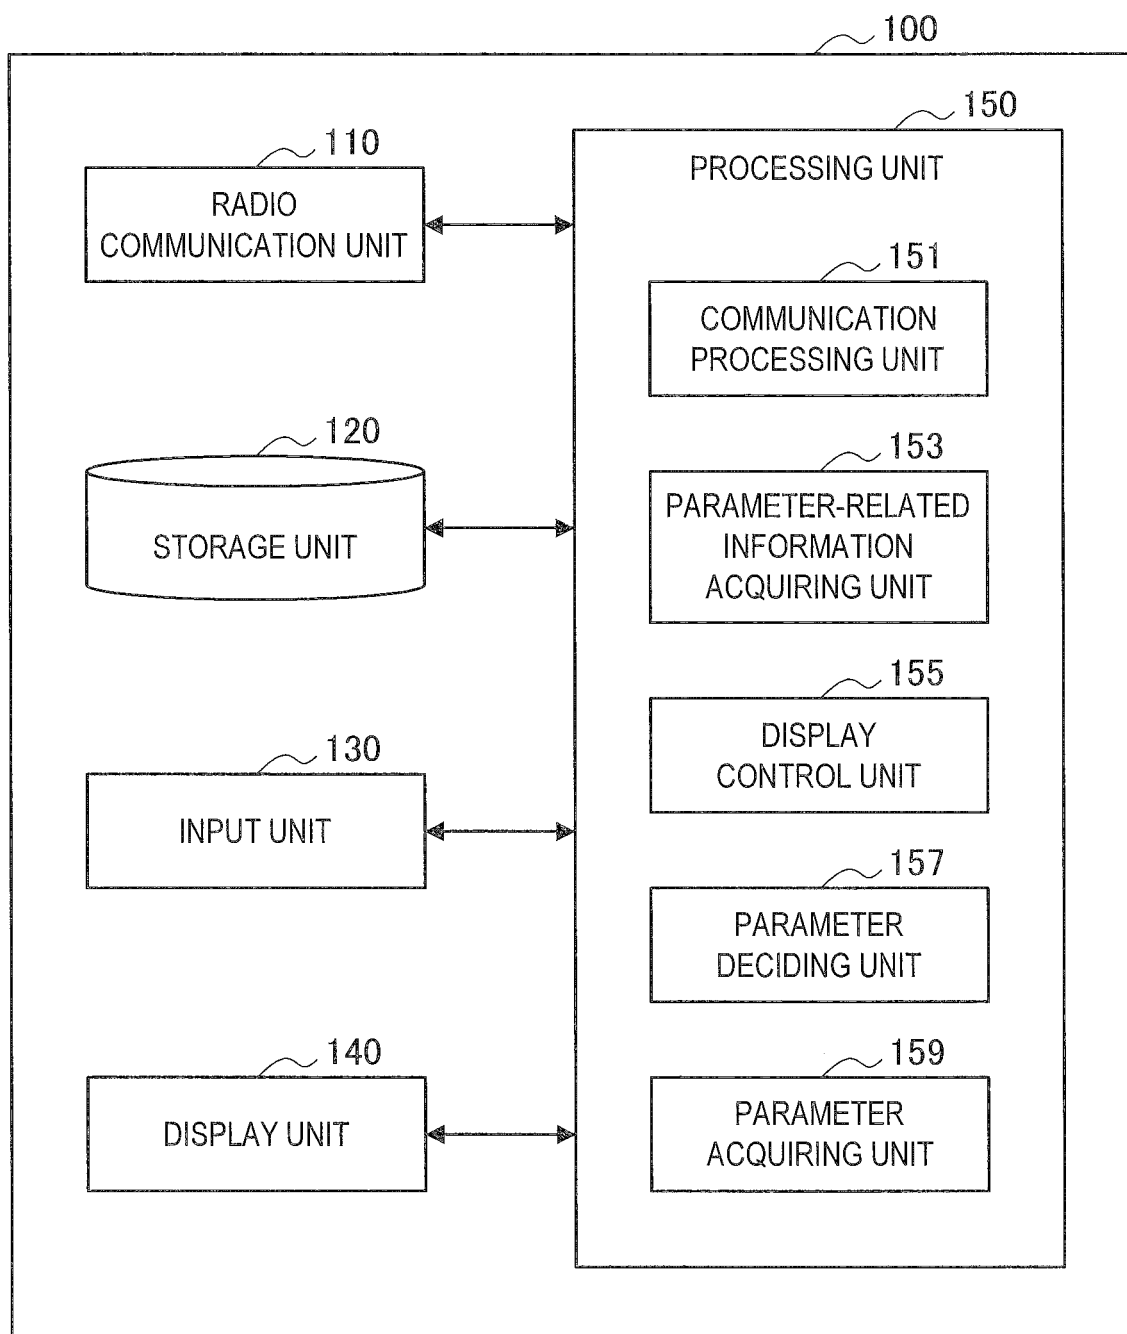 100
110
RADIO
COMMUNICATION UNIT
120
STORAGE UNIT
130
INPUT UNIT
140
DISPLAY UNIT
150
PROCESSING UNIT
151
COMMUNICATION
PROCESSING UNIT
153
PARAMETER-RELATED
INFORMATION
ACQUIRING UNIT
155
DISPLAY
CONTROL UNIT
157
PARAMETER
DECIDING UNIT
159
PARAMETER
ACQUIRING UNIT